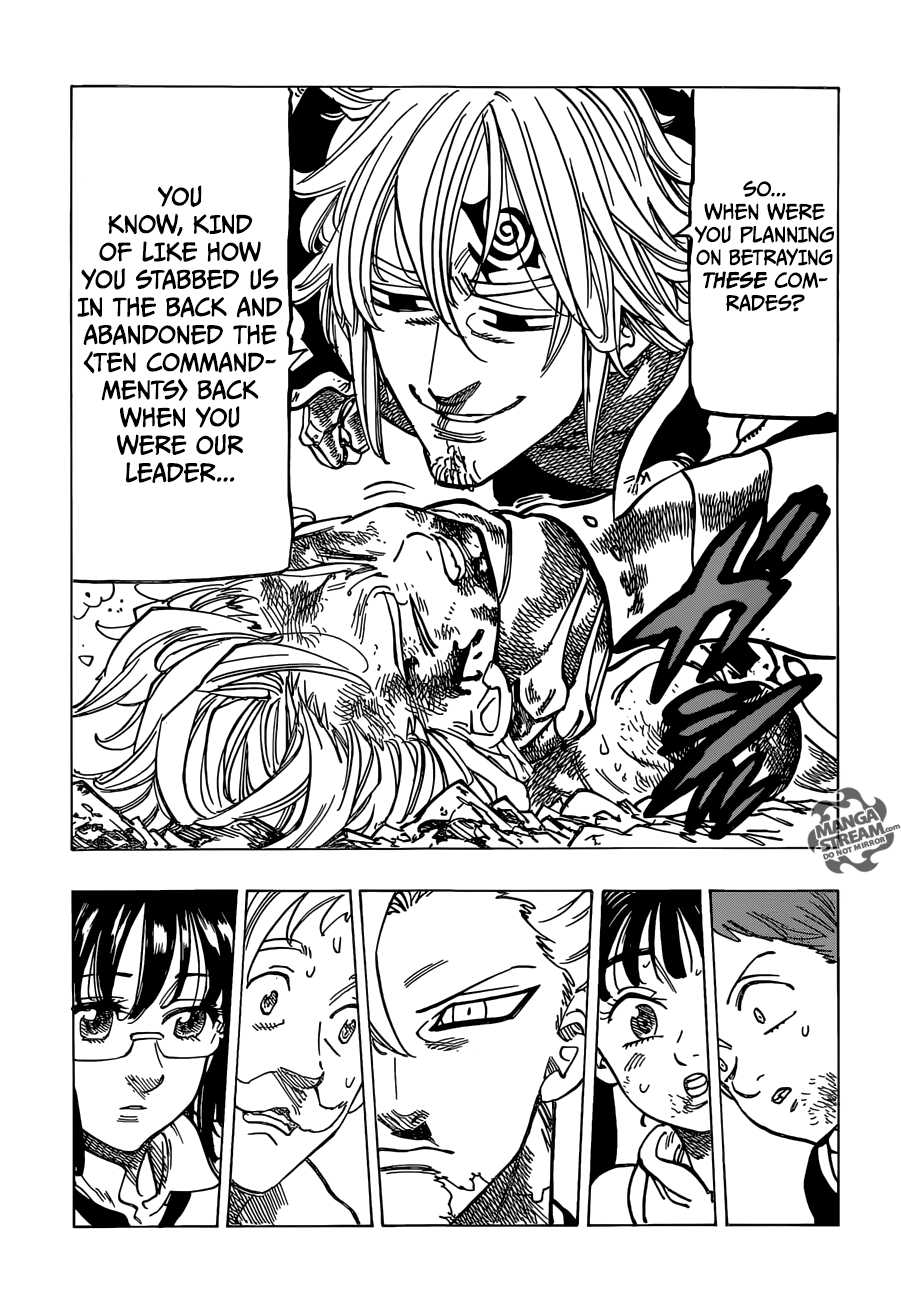 SO...
WHEN WERE
YOU PLANNING
ON BETRAYING
THESE COM-
RADES?
YOU
KNOW, KIND
OF LIKE HOW
YOU STABBED US
IN THE BACK AND
ABANDONED THE
<TEN COMMAND-
MENTS> BACK
WHEN YOU
WERE OUR
LEADER...
MANGA
STREAM.com
DO NOT MIRROR